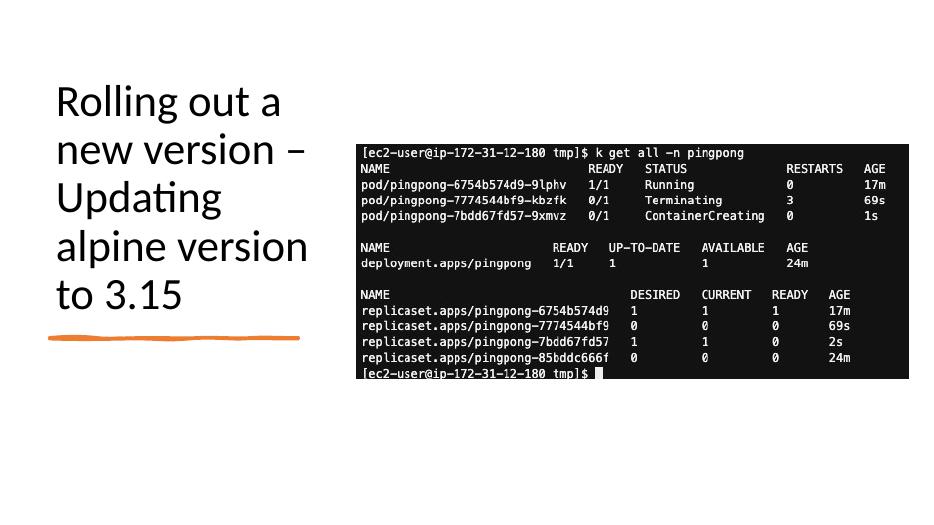 Rolling out a
new version –
Updating
alpine version
to 3.15
[ec2-user@ip-172-31-12-180 tmp]$ k get all -n pingpong
NAME READY STATUS RESTARTS AGE
pod/pingpong-6754b574d9-9lphv 1/1 Running 0 17m
pod/pingpong-7774544bf9-kbzfk 0/1 Terminating 3 69s
pod/pingpong-7bdd67fd57-9xmvz 0/1 ContainerCreating 0 1s
NAME READY UP-TO-DATE AVAILABLE AGE
deployment.apps/pingpong 1/1 1 1 24m
NAME DESIRED CURRENT READY AGE
replicaset.apps/pingpong-6754b574d9 1 1 1 17m
replicaset.apps/pingpong-7774544bf9 0 0 0 69s
replicaset.apps/pingpong-7bdd67fd57 1 1 0 2s
replicaset.apps/pingpong-85bddc666f 0 0 0 24m
[ec2-user@ip-172-31-12-180 tmp]$